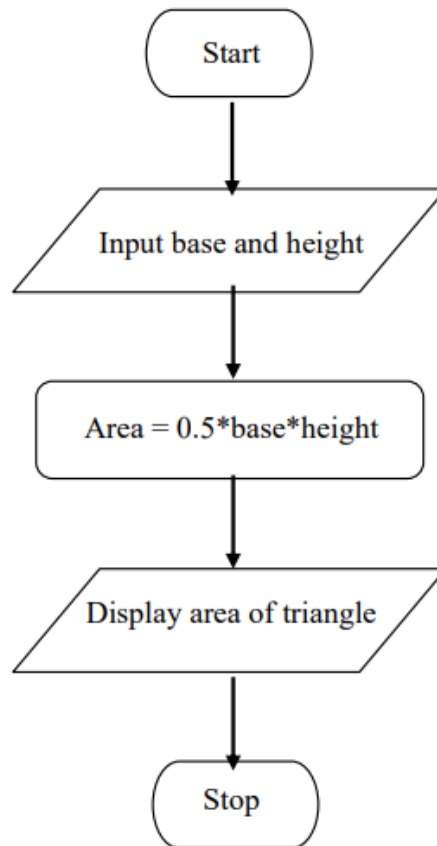 Start
Input base and height
Area = 0.5*base*height
Display area of triangle
Stop